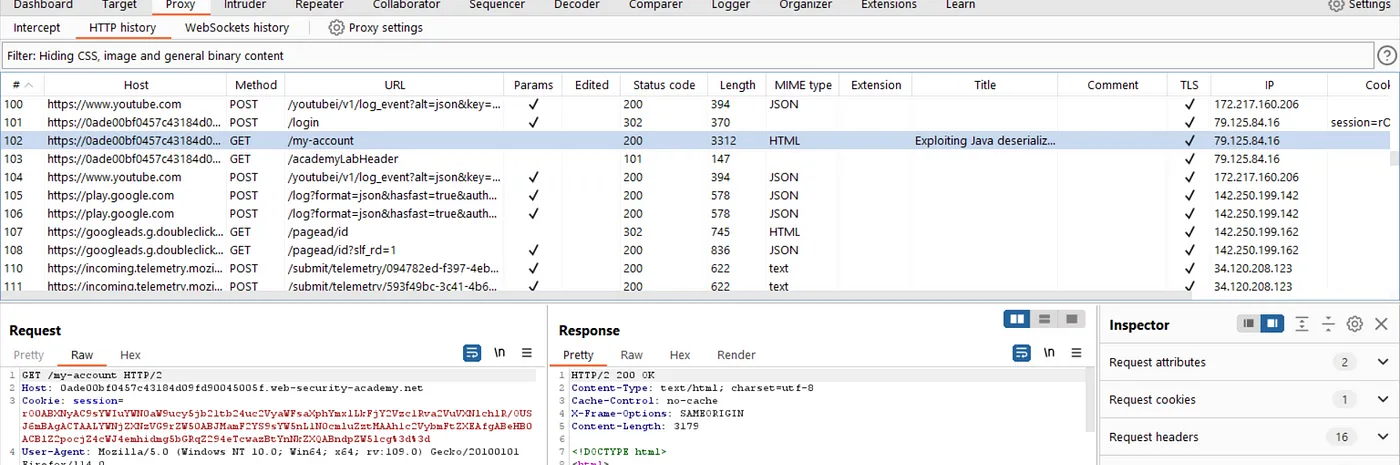 Dashboard Target Proxy Intruder Repeater Collaborator Sequencer Decoder Comparer Logger Organizer Extensions Learn Settings
Intercept HTTP history WebSockets history Proxy settings
Filter: Hiding CSS, image and general binary content ?
# Host Method URL Params Edited Status code Length MIME type Extension Title Comment TLS IP Cook
100 https://www.youtube.com POST /youtubei/v1/log_event?alt=json&key=... ✓ 200 394 JSON ✓ 172.217.160.206
101 https://0ade00bf0457c43184d0... POST /login ✓ 302 370 ✓ 79.125.84.16 session=rO
102 https://0ade00bf0457c43184d0... GET /my-account 200 3312 HTML Exploiting Java deserializ... ✓ 79.125.84.16
103 https://0ade00bf0457c43184d0... GET /academyLabHeader 101 147 ✓ 79.125.84.16
104 https://www.youtube.com POST /youtubei/v1/log_event?alt=json&key=... ✓ 200 394 JSON ✓ 172.217.160.206
105 https://play.google.com POST /log?format=json&hasfast=true&auth... ✓ 200 578 JSON ✓ 142.250.199.142
106 https://play.google.com POST /log?format=json&hasfast=true&auth... ✓ 200 578 JSON ✓ 142.250.199.142
107 https://googleads.g.doubleclick... GET /pagead/id 302 745 HTML ✓ 142.250.199.162
108 https://googleads.g.doubleclick... GET /pagead/id?slf_rd=1 ✓ 200 836 JSON ✓ 142.250.199.162
110 https://incoming.telemetry.mozi... POST /submit/telemetry/094782ed-f397-4eb... ✓ 200 622 text ✓ 34.120.208.123
111 https://incoming.telemetry.mozi... POST /submit/telemetry/593f49bc-3c41-4b6... ✓ 200 622 text ✓ 34.120.208.123
Request
Pretty Raw Hex \n
1 GET /my-account HTTP/2
2 Host: 0ade00bf0457c43184d09fd90045005f.web-security-academy.net
3 Cookie: session=
4 User-Agent: Mozilla/5.0 (Windows NT 10.0; Win64; x64; rv:109.0) Gecko/20100101
Firefox/114.0
Response
Pretty Raw Hex Render \n
1 HTTP/2 200 OK
2 Content-Type: text/html; charset=utf-8
3 Cache-Control: no-cache
4 X-Frame-Options: SAMEORIGIN
5 Content-Length: 3179
6
7 <!DOCTYPE html>
8 <html>
Inspector
Request attributes 2
Request cookies 1
Request headers 16